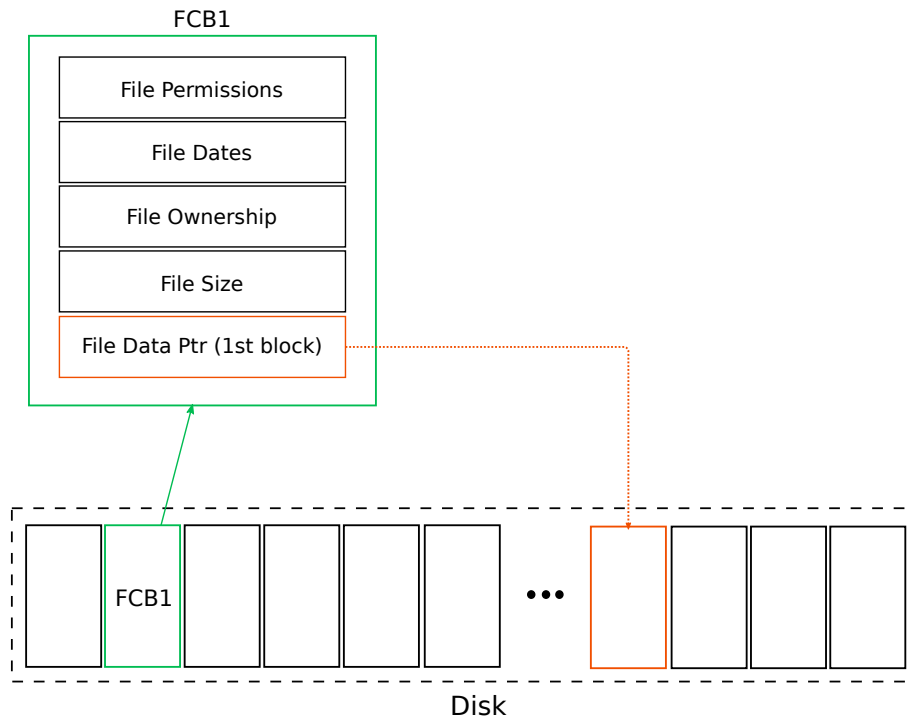 FCB1
File Permissions
File Dates
File Ownership
File Size
File Data Ptr (1st block)
FCB1
Disk